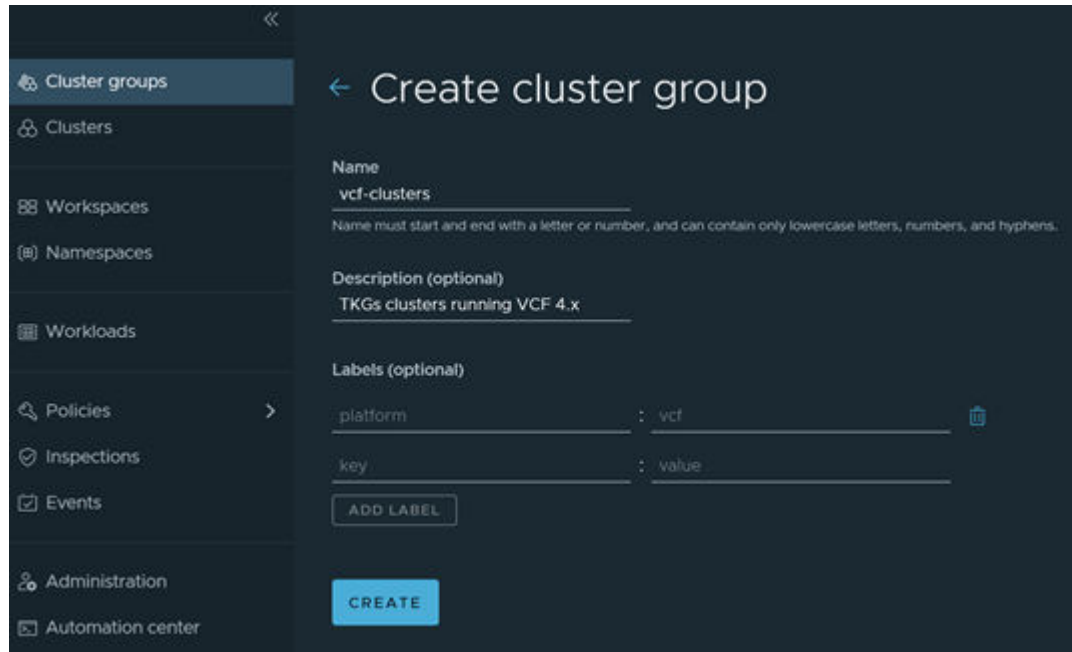 Cluster groups
Clusters
Workspaces
Namespaces
Workloads
Policies
Inspections
Events
Administration
Automation center
Create cluster group
Name
vcf-clusters
Name must start and end with a letter or number, and can contain only lowercase letters, numbers, and hyphens.
Description (optional)
TKGs clusters running VCF 4.x
Labels (optional)
platform : vcf
key : value
ADD LABEL
CREATE